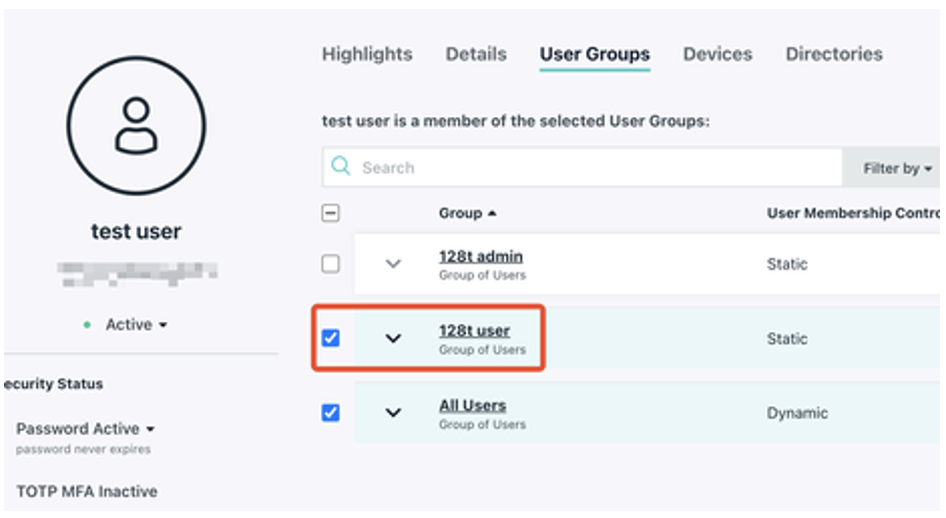 Highlights Details User Groups Devices Directories
test user is a member of the selected User Groups:
Search Filter by
Group User Membership Contro
128t admin Static
Group of Users
128t user Static
Group of Users
All Users Dynamic
Group of Users
test user
Active
ecurity Status
Password Active
password never expires
TOTP MFA Inactive